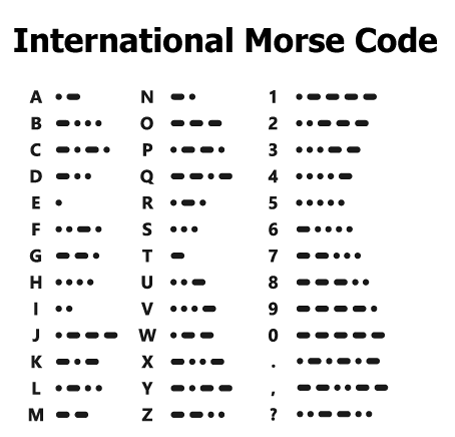 International Morse Code
A •— N —• 1 •————
B —••• O ——— 2 ••———
C —•—• P •——• 3 •••——
D —•• Q ——•— 4 ••••—
E • R •—• 5 •••••
F ••—• S ••• 6 —••••
G ——• T — 7 ——•••
H •••• U ••— 8 ———••
I •• V •••— 9 ————•
J •——— W •—— 0 —————
K —•— X —••— . •—•—•—
L •—•• Y —•—— , ——••——
M —— Z ——•• ? ••——••